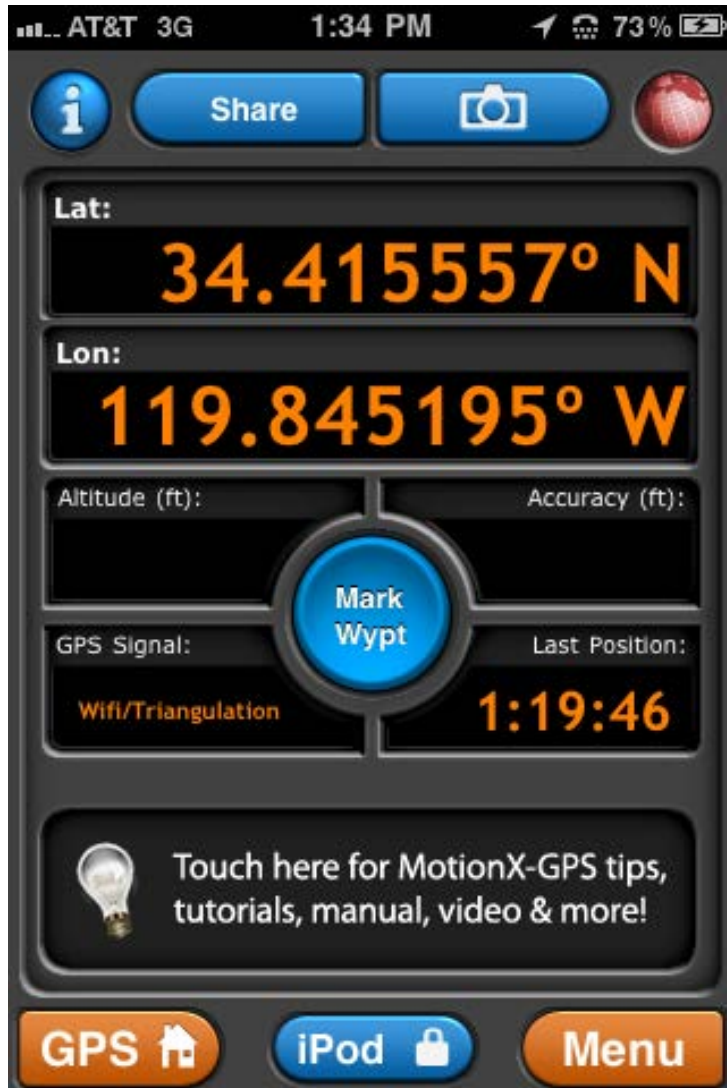 AT&T 3G 1:34 PM 73%
i Share
Lat:
34.415557° N
Lon:
119.845195° W
Altitude (ft): Accuracy (ft):
Mark
Wypt
GPS Signal: Last Position:
Wifi/Triangulation 1:19:46
Touch here for MotionX-GPS tips,
tutorials, manual, video & more!
GPS iPod Menu